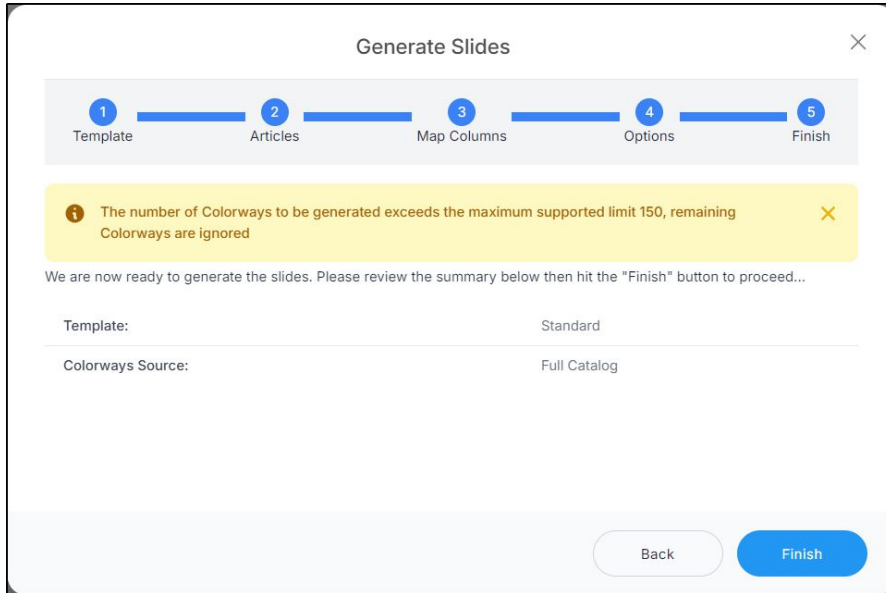 Generate Slides
1
2
3
4
5
Template
Articles
Map Columns
Options
Finish
The number of Colorways to be generated exceeds the maximum supported limit 150, remaining
Colorways are ignored
We are now ready to generate the slides. Please review the summary below then hit the "Finish" button to proceed...
Template:
Standard
Colorways Source:
Full Catalog
Back
Finish